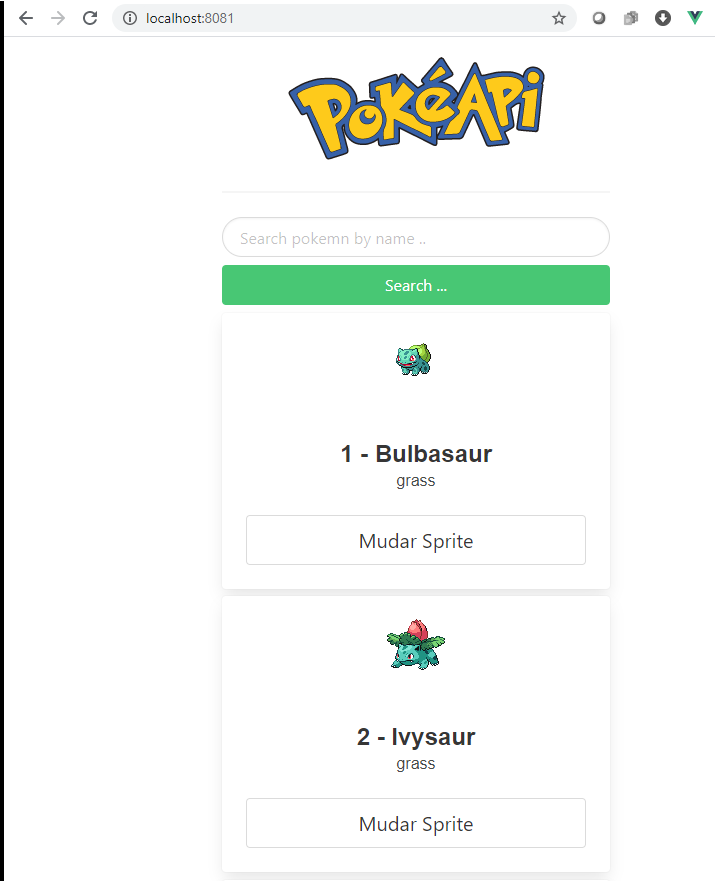 localhost:8081
PokéApi
Search pokemn by name ..
Search ...
1 - Bulbasaur
grass
Mudar Sprite
2 - Ivysaur
grass
Mudar Sprite